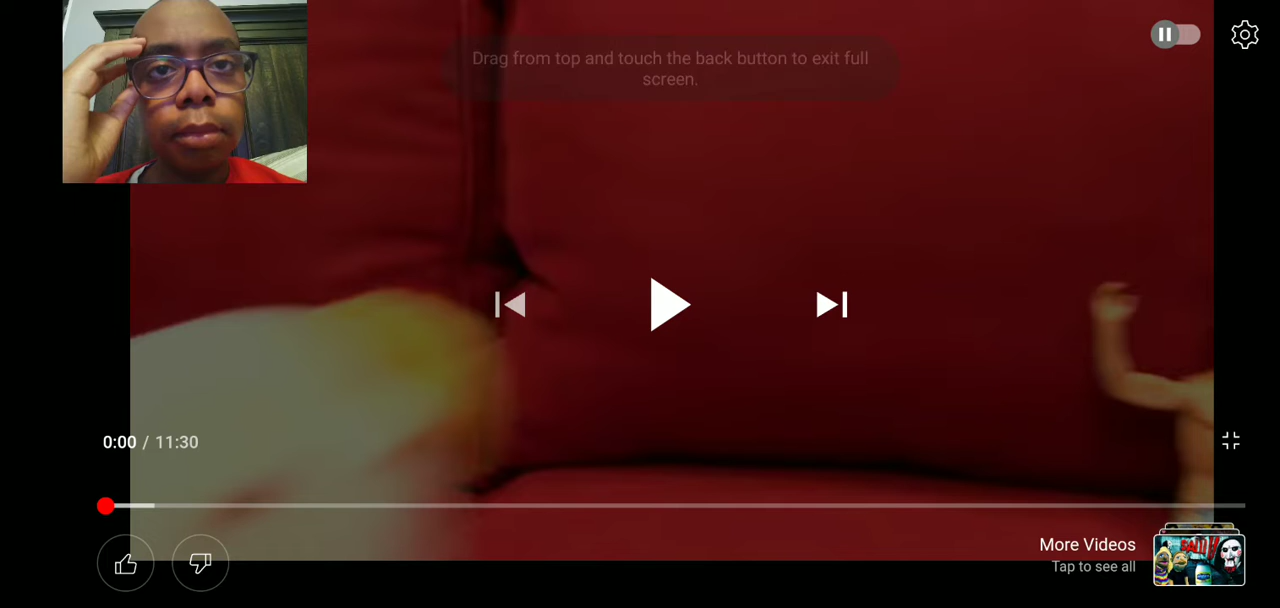 Drag from top and touch the back button to exit full
screen.
0:00 / 11:30
More Videos
Tap to see all